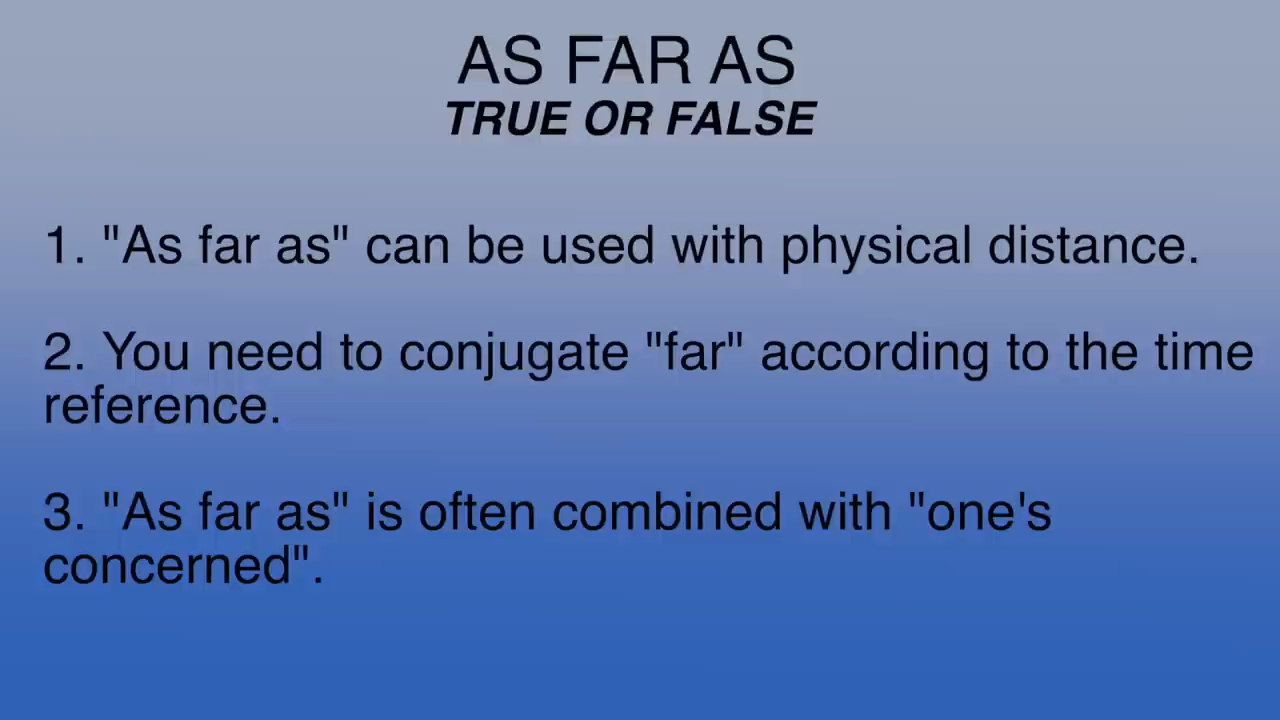 AS FAR AS
TRUE OR FALSE
1. "As far as" can be used with physical distance.
2. You need to conjugate "far" according to the time
reference.
3. "As far as" is often combined with "one's
concerned".